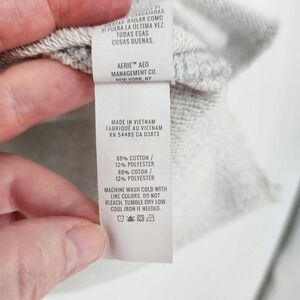 CARCAJADAS.
BAILAR COMO
SI FUERA LA ÚLTIMA VEZ.
TODAS ESAS
COSAS BUENAS.
AERIE™ AEO
MANAGEMENT CO.
NEW YORK, NY
MADE IN VIETNAM
FABRIQUÉ AU VIETNAM
RN 54485 CA 03873
88% COTTON /
12% POLYESTER
88% COTON /
12% POLYESTER
MACHINE WASH COLD WITH
LIKE COLORS. DO NOT
BLEACH. TUMBLE DRY LOW.
COOL IRON IF NEEDED.